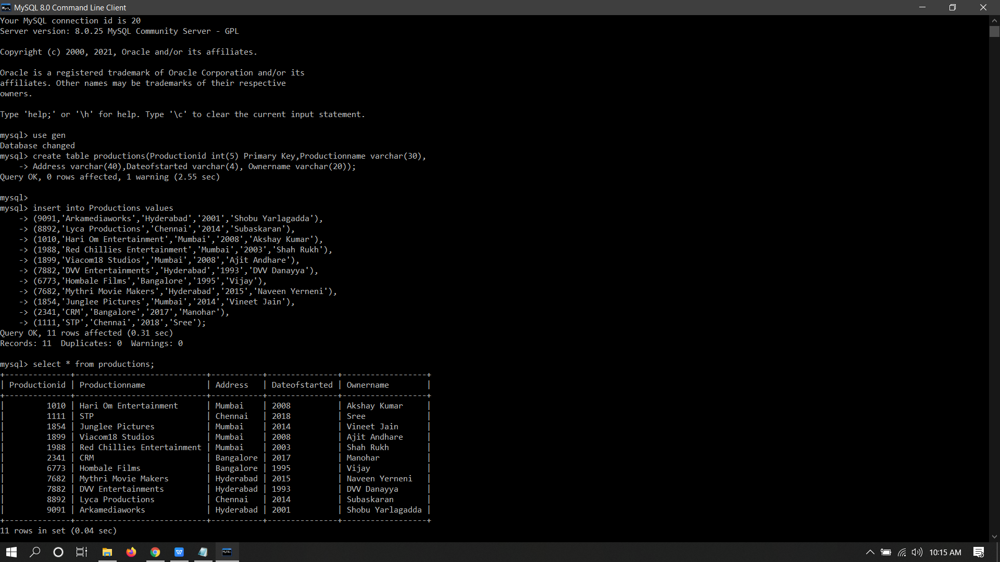 MySQL 8.0 Command Line Client
Your MySQL connection id is 20
Server version: 8.0.25 MySQL Community Server - GPL

Copyright (c) 2000, 2021, Oracle and/or its affiliates.

Oracle is a registered trademark of Oracle Corporation and/or its
affiliates. Other names may be trademarks of their respective
owners.

Type 'help;' or '\h' for help. Type '\c' to clear the current input statement.

mysql> use gen
Database changed
mysql> create table productions(Productionid int(5) Primary Key,Productionname varchar(30),
    -> Address varchar(40),Dateofstarted varchar(4), Ownername varchar(20));
Query OK, 0 rows affected, 1 warning (2.55 sec)

mysql>
mysql> insert into Productions values
    -> (9091,'Arkamediaworks','Hyderabad','2001','Shobu Yarlagadda'),
    -> (8892,'Lyca Productions','Chennai','2014','Subaskaran'),
    -> (1010,'Hari Om Entertainment','Mumbai','2008','Akshay Kumar'),
    -> (1988,'Red Chillies Entertainment','Mumbai','2003','Shah Rukh'),
    -> (1899,'Viacom18 Studios','Mumbai','2008','Ajit Andhare'),
    -> (7882,'DVV Entertainments','Hyderabad','1993','DVV Danayya'),
    -> (6773,'Hombale Films','Bangalore','1995','Vijay'),
    -> (7682,'Mythri Movie Makers','Hyderabad','2015','Naveen Yerneni'),
    -> (1854,'Junglee Pictures','Mumbai','2014','Vineet Jain'),
    -> (2341,'CRM','Bangalore','2017','Manohar'),
    -> (1111,'STP','Chennai','2018','Sree');
Query OK, 11 rows affected (0.31 sec)
Records: 11  Duplicates: 0  Warnings: 0

mysql> select * from productions;
+--------------+----------------------------+-----------+---------------+------------------+
| Productionid | Productionname             | Address   | Dateofstarted | Ownername        |
+--------------+----------------------------+-----------+---------------+------------------+
|         1010 | Hari Om Entertainment      | Mumbai    | 2008          | Akshay Kumar     |
|         1111 | STP                        | Chennai   | 2018          | Sree             |
|         1854 | Junglee Pictures           | Mumbai    | 2014          | Vineet Jain      |
|         1899 | Viacom18 Studios           | Mumbai    | 2008          | Ajit Andhare     |
|         1988 | Red Chillies Entertainment | Mumbai    | 2003          | Shah Rukh        |
|         2341 | CRM                        | Bangalore | 2017          | Manohar          |
|         6773 | Hombale Films              | Bangalore | 1995          | Vijay            |
|         7682 | Mythri Movie Makers        | Hyderabad | 2015          | Naveen Yerneni   |
|         7882 | DVV Entertainments         | Hyderabad | 1993          | DVV Danayya      |
|         8892 | Lyca Productions           | Chennai   | 2014          | Subaskaran       |
|         9091 | Arkamediaworks             | Hyderabad | 2001          | Shobu Yarlagadda |
+--------------+----------------------------+-----------+---------------+------------------+
11 rows in set (0.04 sec)
10:15 AM